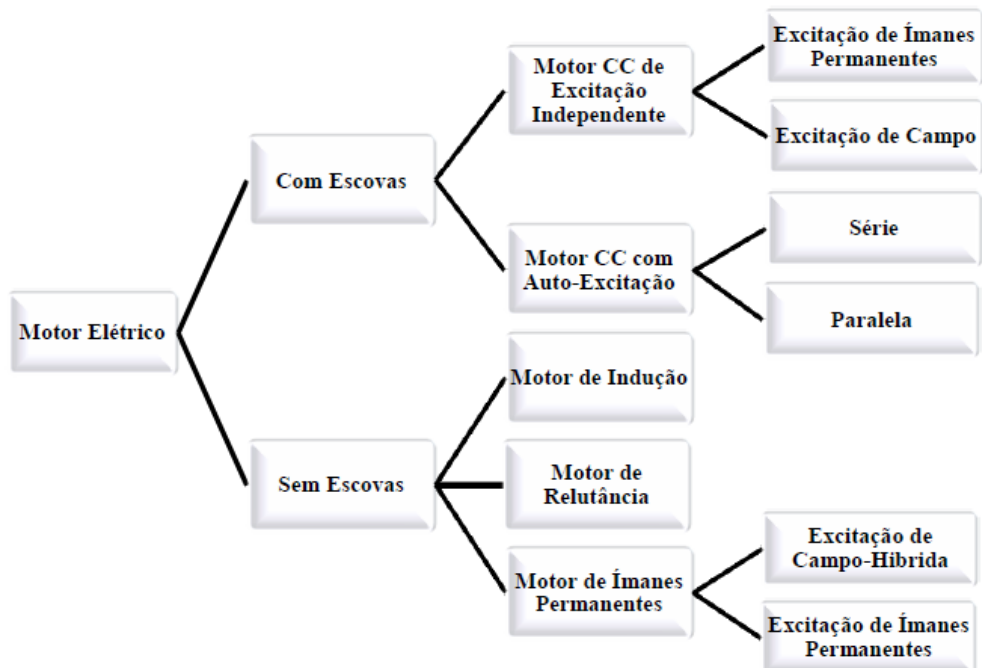 Motor Elétrico
Com Escovas
Motor CC de
Excitação
Independente
Excitação de Ímanes
Permanentes
Excitação de Campo
Motor CC com
Auto-Excitação
Série
Paralela
Sem Escovas
Motor de Indução
Motor de
Relutância
Motor de Ímanes
Permanentes
Excitação de
Campo-Hibrida
Excitação de Ímanes
Permanentes